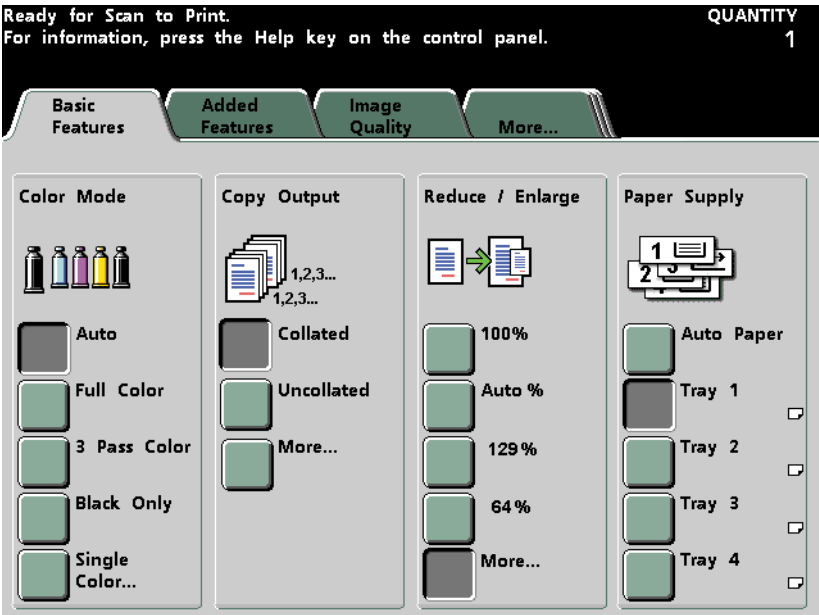 Ready for Scan to Print.
For information, press the Help key on the control panel.
QUANTITY
1
Basic
Features
Added
Features
Image
Quality
More...
Color Mode
Auto
Full Color
3 Pass Color
Black Only
Single
Color...
Copy Output
1,2,3...
1,2,3...
Collated
Uncollated
More...
Reduce / Enlarge
100%
Auto %
129%
64%
More...
Paper Supply
1
2
3
Auto Paper
Tray 1
Tray 2
Tray 3
Tray 4